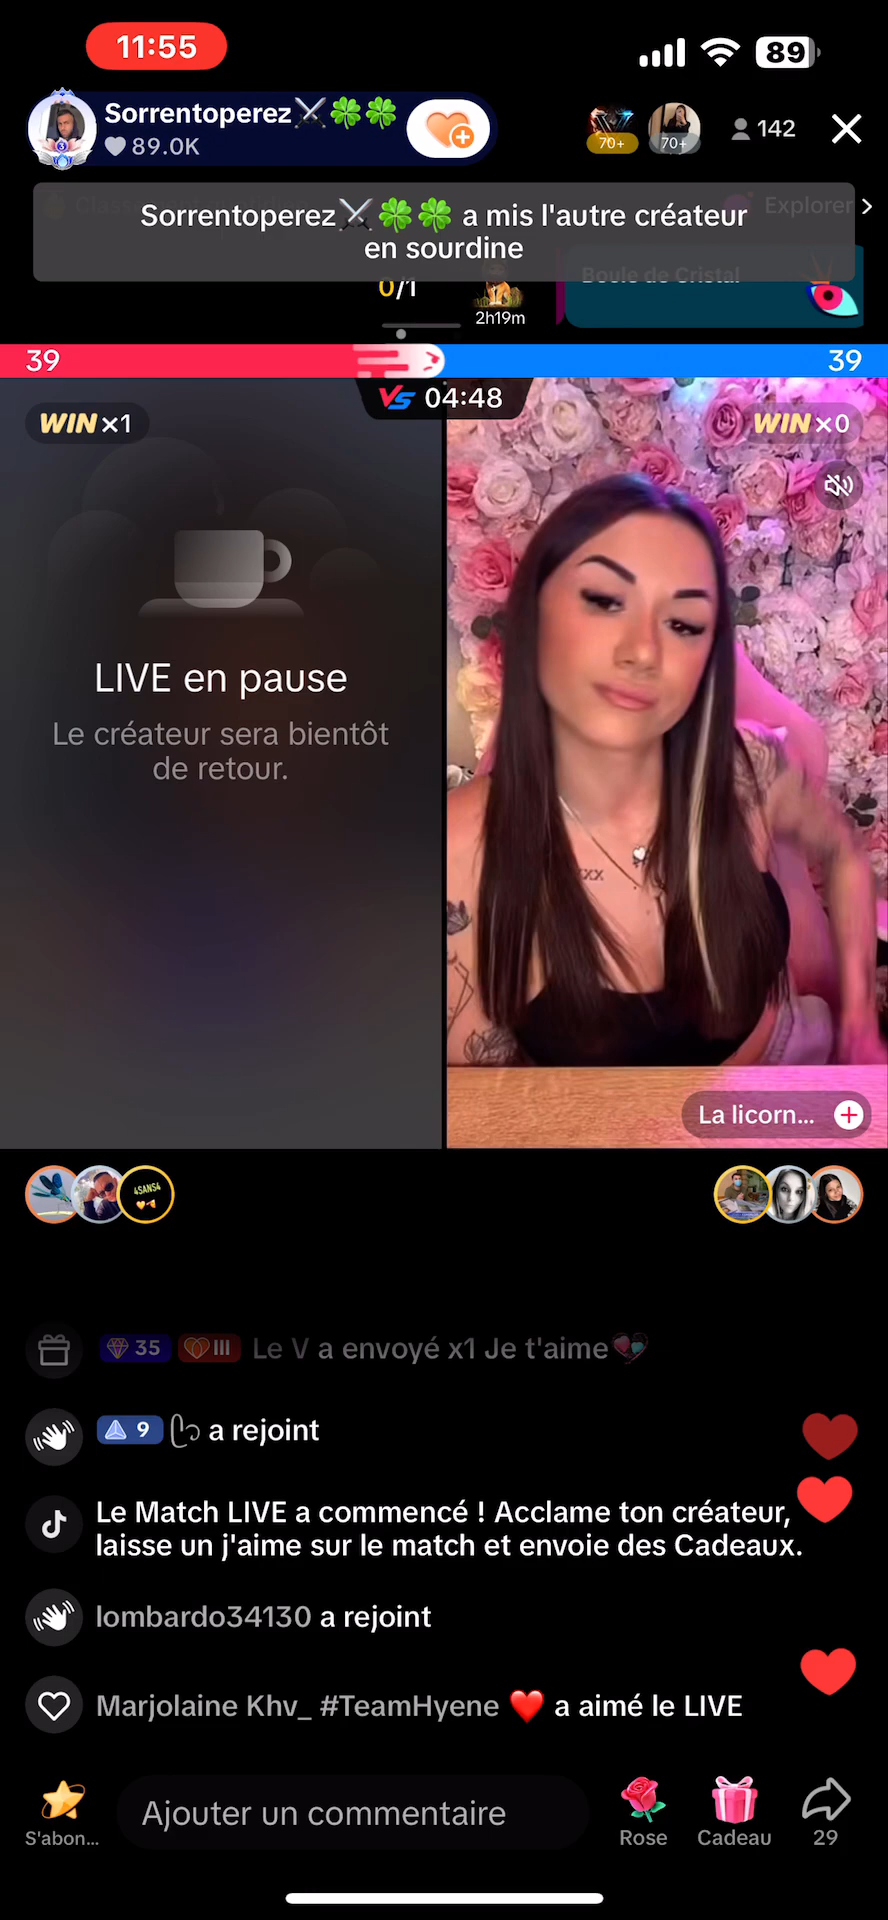 11:55
89
Sorrentoperez⚔🍀🍀
89.0K
70+
70+
142
Explorer
Sorrentoperez⚔🍀🍀 a mis l'autre créateur
en sourdine
0/1
2h19m
Boule de Cristal
39
39
VS 04:48
WIN x1
WIN x0
LIVE en pause
Le créateur sera bientôt
de retour.
xxx
La licorn...
4SANS4
35
III
Le V a envoyé x1 Je t'aime
9
a rejoint
Le Match LIVE a commencé ! Acclame ton créateur,
laisse un j'aime sur le match et envoie des Cadeaux.
lombardo34130 a rejoint
Marjolaine Khv_ #TeamHyene ❤️ a aimé le LIVE
S'abon...
Ajouter un commentaire
Rose
Cadeau
29